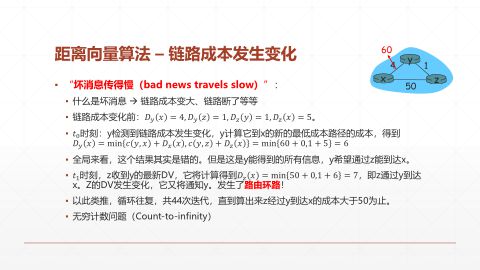 距离向量算法 – 链路成本发生变化
60
4
y
1
x
z
50
• “坏消息传得慢（bad news travels slow）”：
• 什么是坏消息 → 链路成本变大、链路断了等等
• 链路成本变化前：D_y(x) = 4, D_y(z) = 1, D_z(y) = 1, D_z(x) = 5。
• t_0时刻：y检测到链路成本发生变化，y计算它到x的新的最低成本路径的成本，得到
D_y(x) = min{c(y, x) + D_x(x), c(y, z) + D_z(x)} = min{60 + 0,1 + 5} = 6
• 全局来看，这个结果其实是错的。但是这是y能得到的所有信息，y希望通过z能到达x。
• t_1时刻，z收到y的最新DV，它将计算得到D_z(x) = min{50 + 0,1 + 6} = 7，即z通过y到达
x。Z的DV发生变化，它又将通知y。发生了路由环路！
• 以此类推，循环往复，共44次迭代，直到算出来z经过y到达x的成本大于50为止。
• 无穷计数问题（Count-to-infinity）